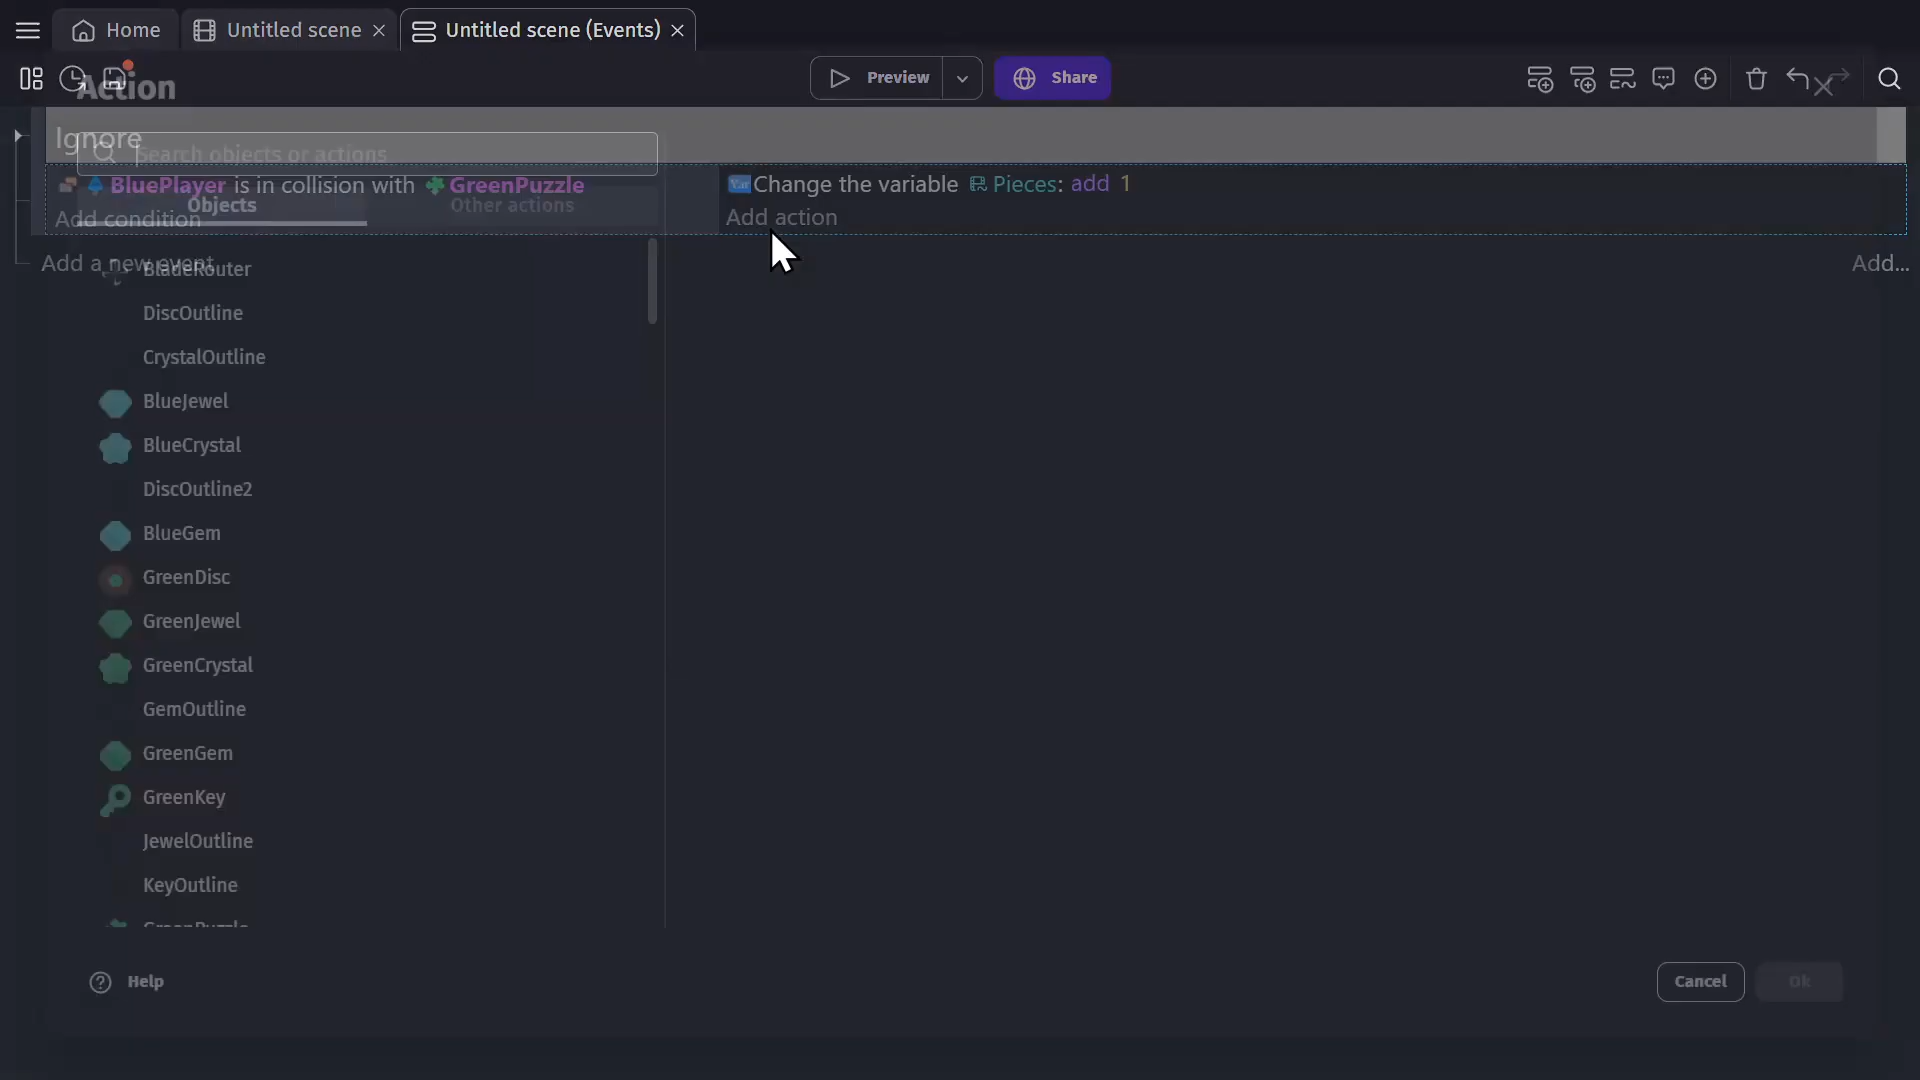 Home
Untitled scene
Untitled scene (Events)
Action
Preview
Share
Ignore
Search objects or actions
BluePlayer is in collision with GreenPuzzle
Var Change the variable Pieces: add 1
Objects
Other actions
Add condition
Add action
Add a new event
Add...
BladeRouter
DiscOutline
CrystalOutline
BlueJewel
BlueCrystal
DiscOutline2
BlueGem
GreenDisc
GreenJewel
GreenCrystal
GemOutline
GreenGem
GreenKey
JewelOutline
KeyOutline
GreenPuzzle
Help
Cancel
Ok